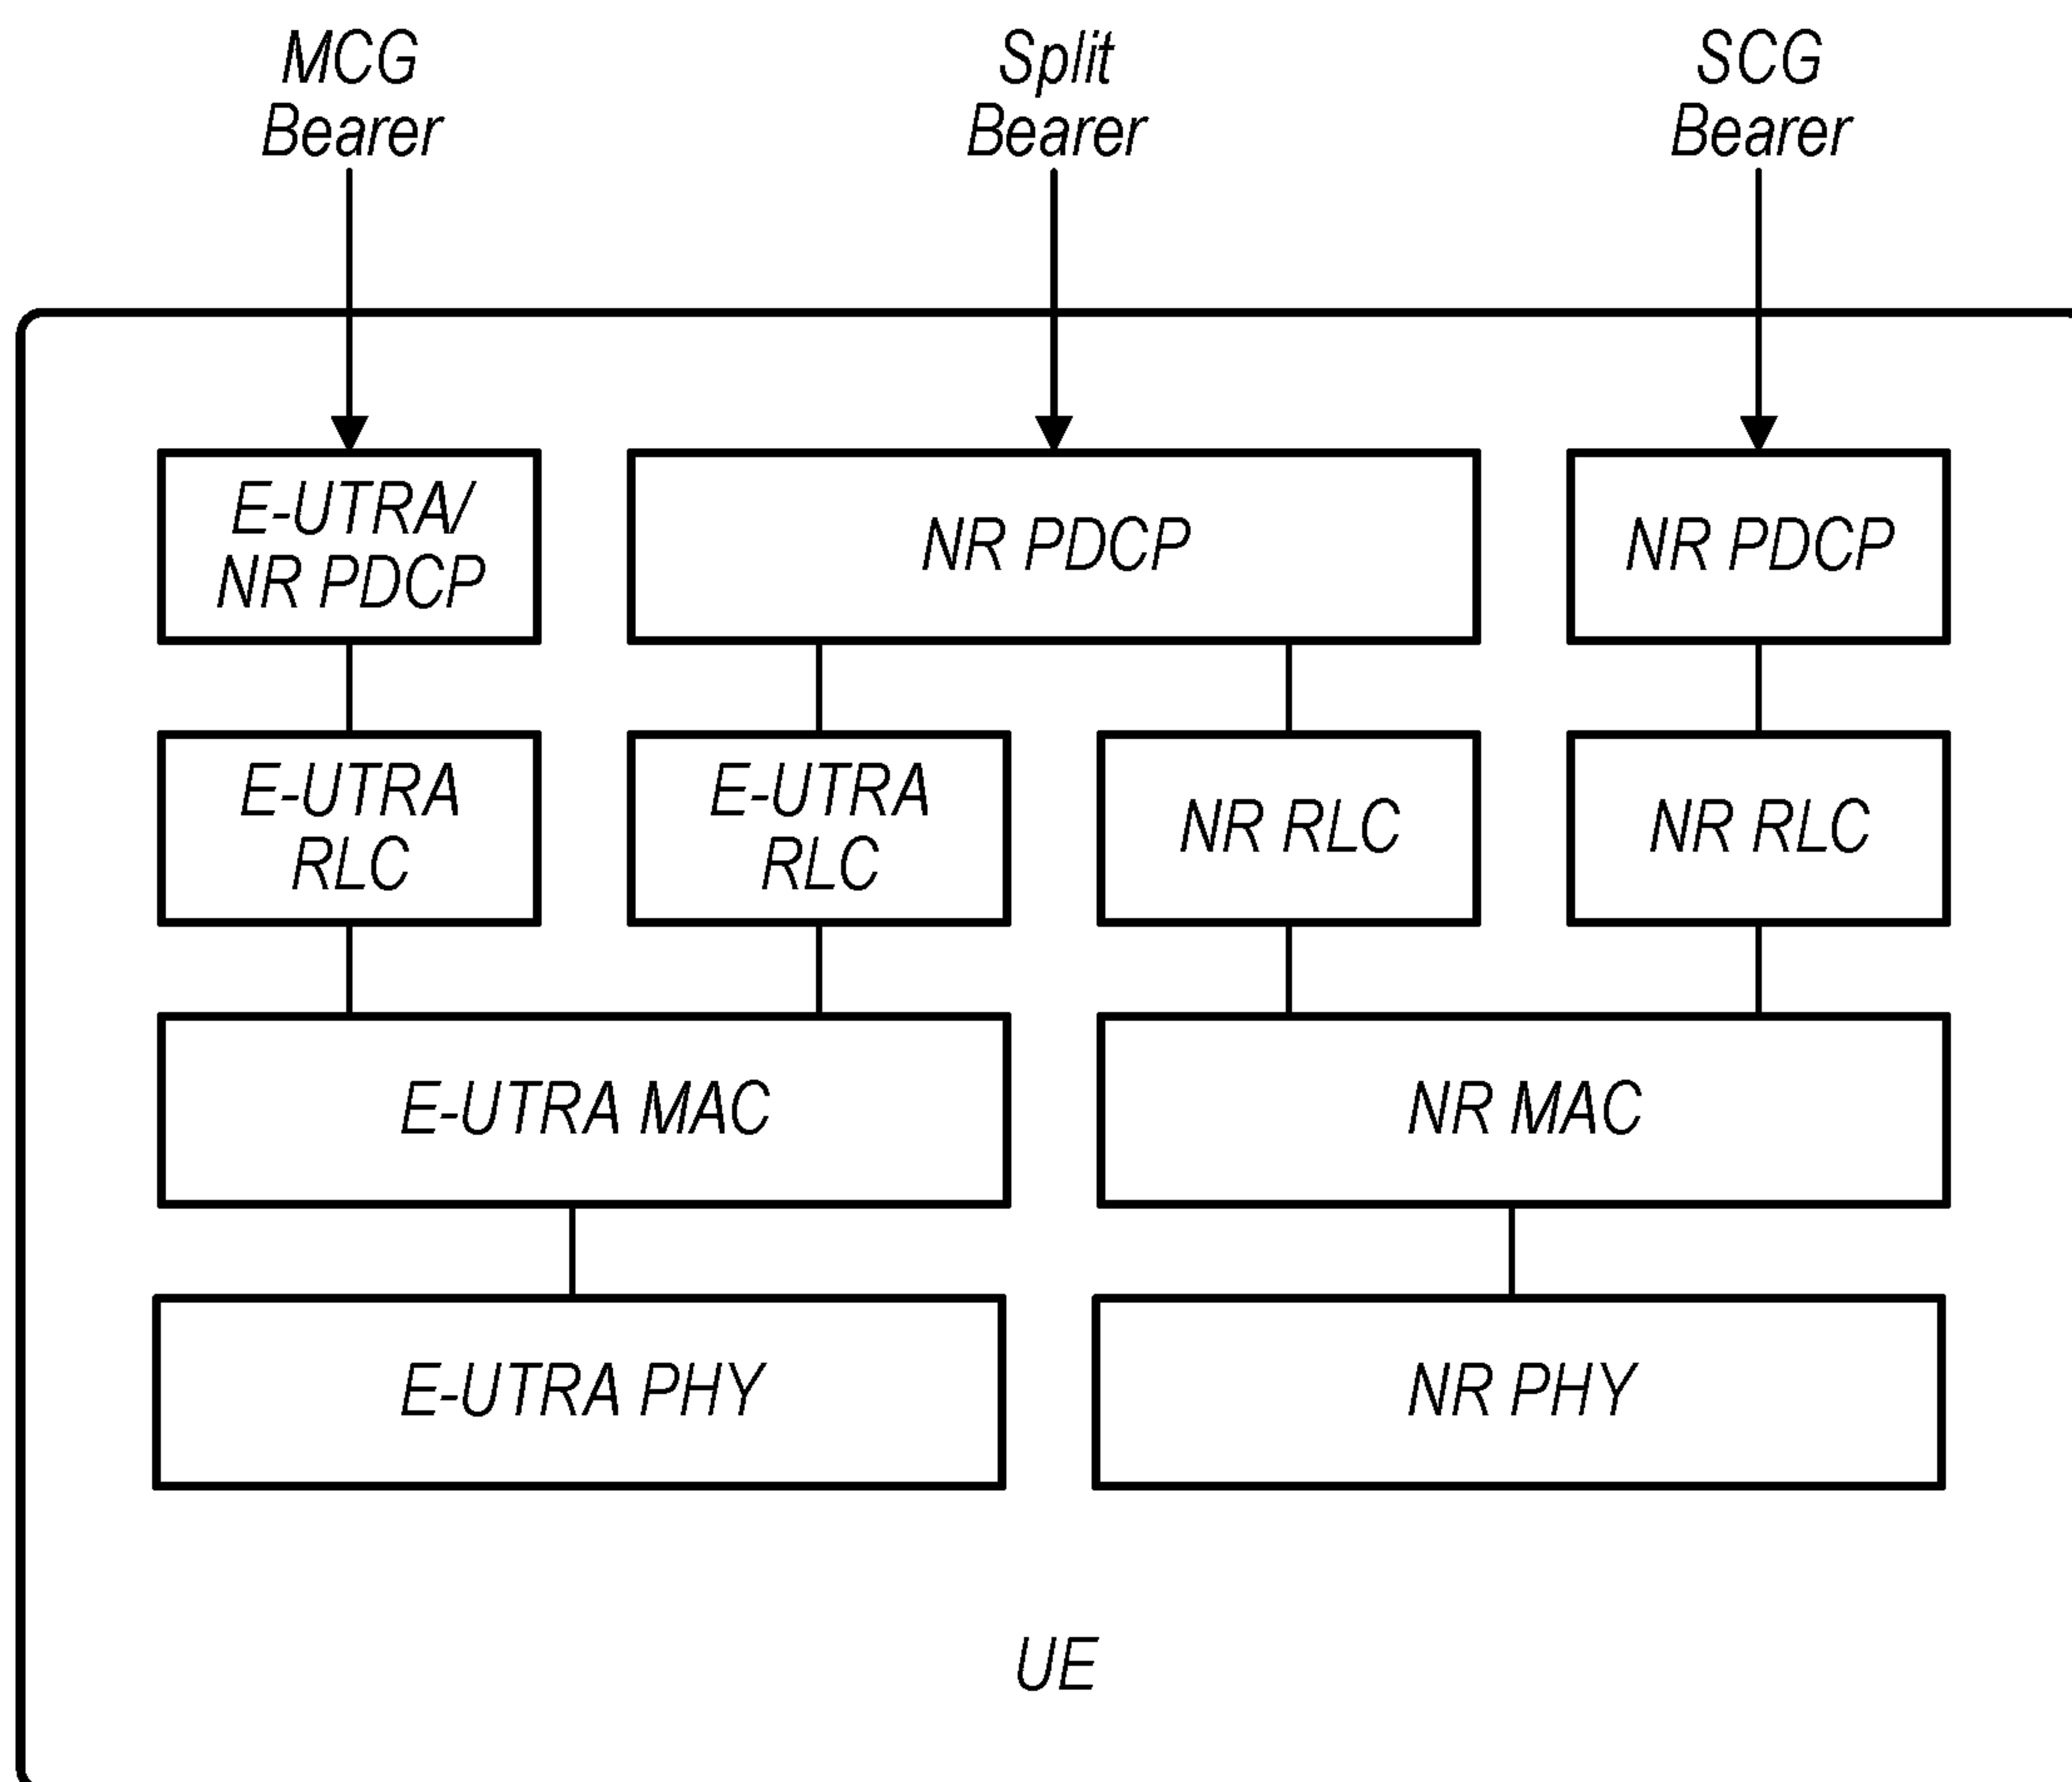 MCG
Bearer
Split
Bearer
SCG
Bearer
E-UTRA/
NR PDCP
NR PDCP
NR PDCP
E-UTRA
RLC
E-UTRA
RLC
NR RLC
NR RLC
E-UTRA MAC
NR MAC
E-UTRA PHY
NR PHY
UE